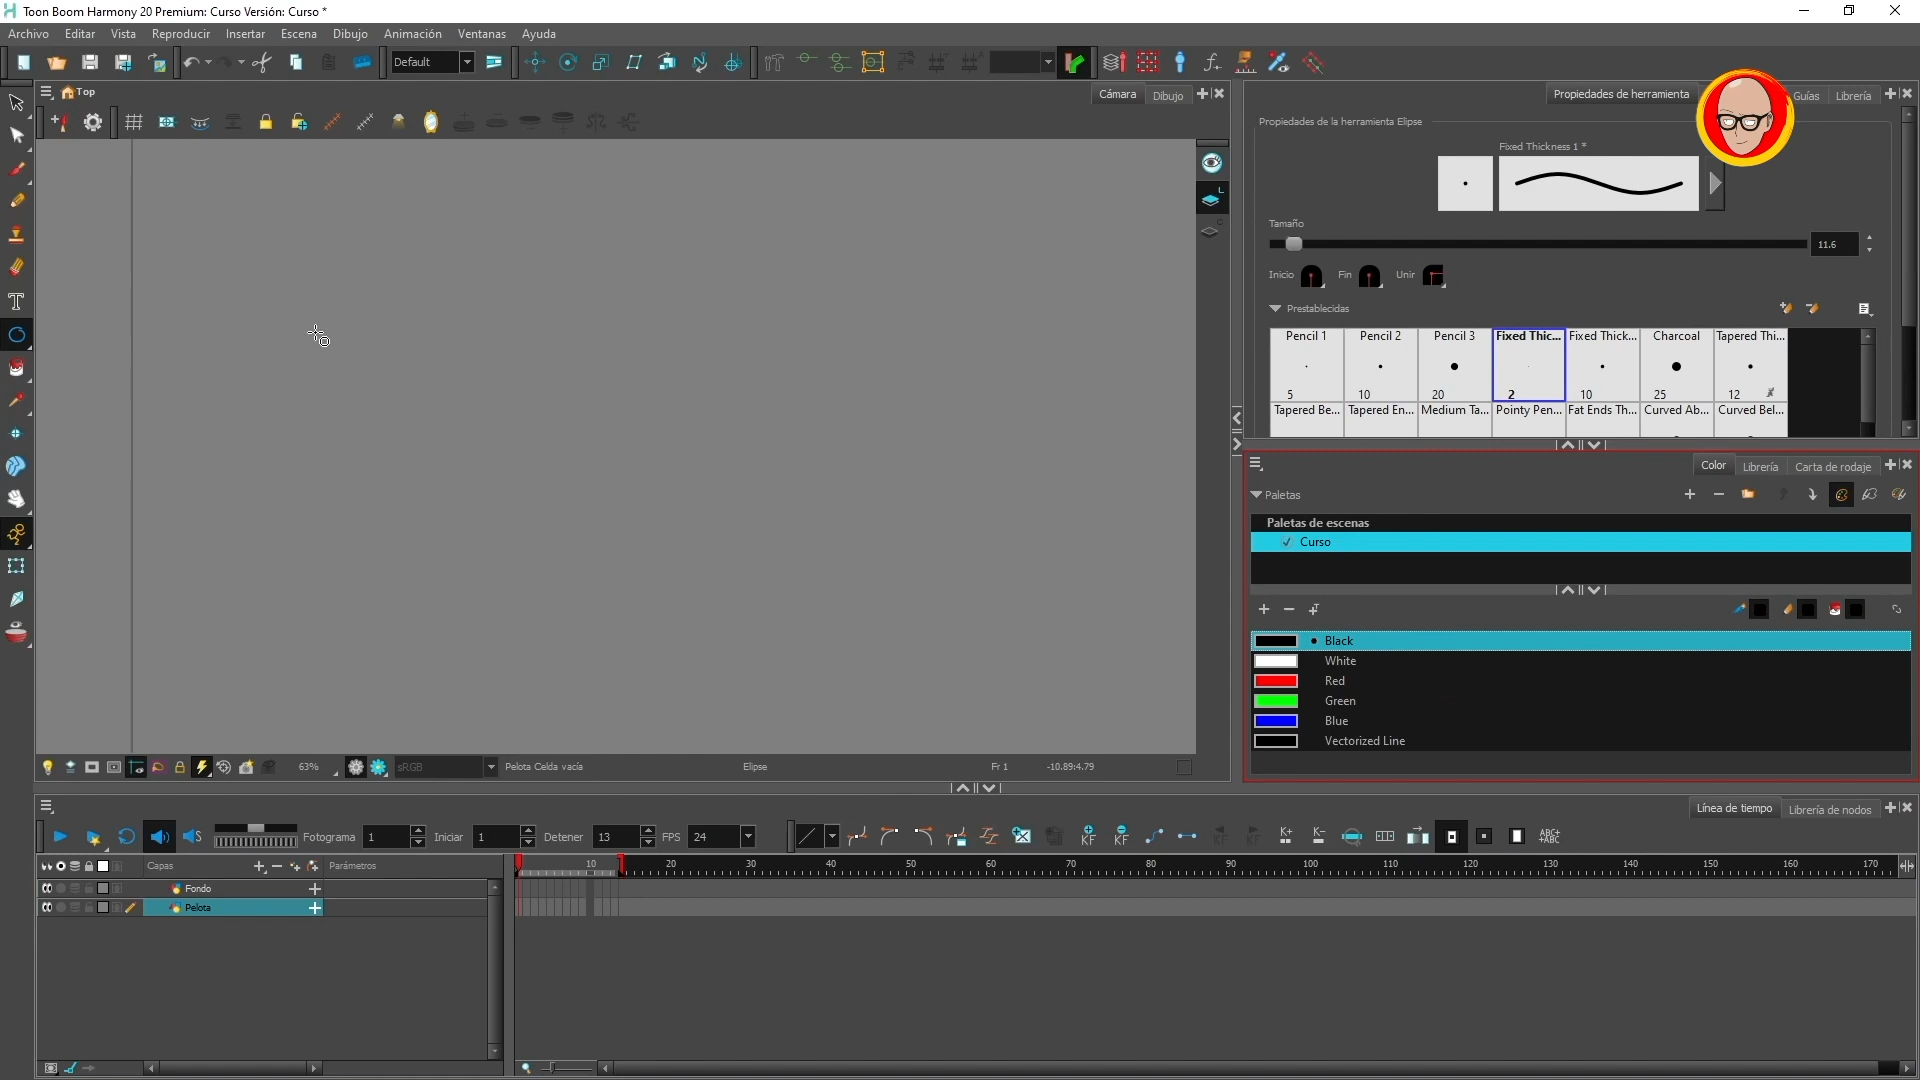 Toon Boom Harmony 20 Premium: Curso Versión: Curso *
Archivo Editar Vista Reproducir Insertar Escena Dibujo Animación Ventanas Ayuda
Default
Top
Cámara Dibujo
Propiedades de herramienta Guías Librería
Propiedades de la herramienta Elipse
Fixed Thickness 1 *
Tamaño
11.6
Inicio Fin Unir
Prestablecidas
Pencil 1 Pencil 2 Pencil 3 Fixed Thic... Fixed Thick... Charcoal Tapered Thi...
5 10 20 2 10 25 12
Tapered Be... Tapered En... Medium Ta... Pointy Pen... Fat Ends Th... Curved Ab... Curved Bel...
Color Librería Carta de rodaje
Paletas
Paletas de escenas
Curso
Black
White
Red
Green
Blue
Vectorized Line
63% sRGB Pelota Celda vacía Elipse Fr 1 -10.89:4.79
Línea de tiempo Librería de nodos
Fotograma 1 Iniciar 1 Detener 13 FPS 24
KF KF K+ K- ABC+ +ABC
Capas Parámetros
10 20 30 40 50 60 70 80 90 100 110 120 130 140 150 160 170
Fondo
Pelota